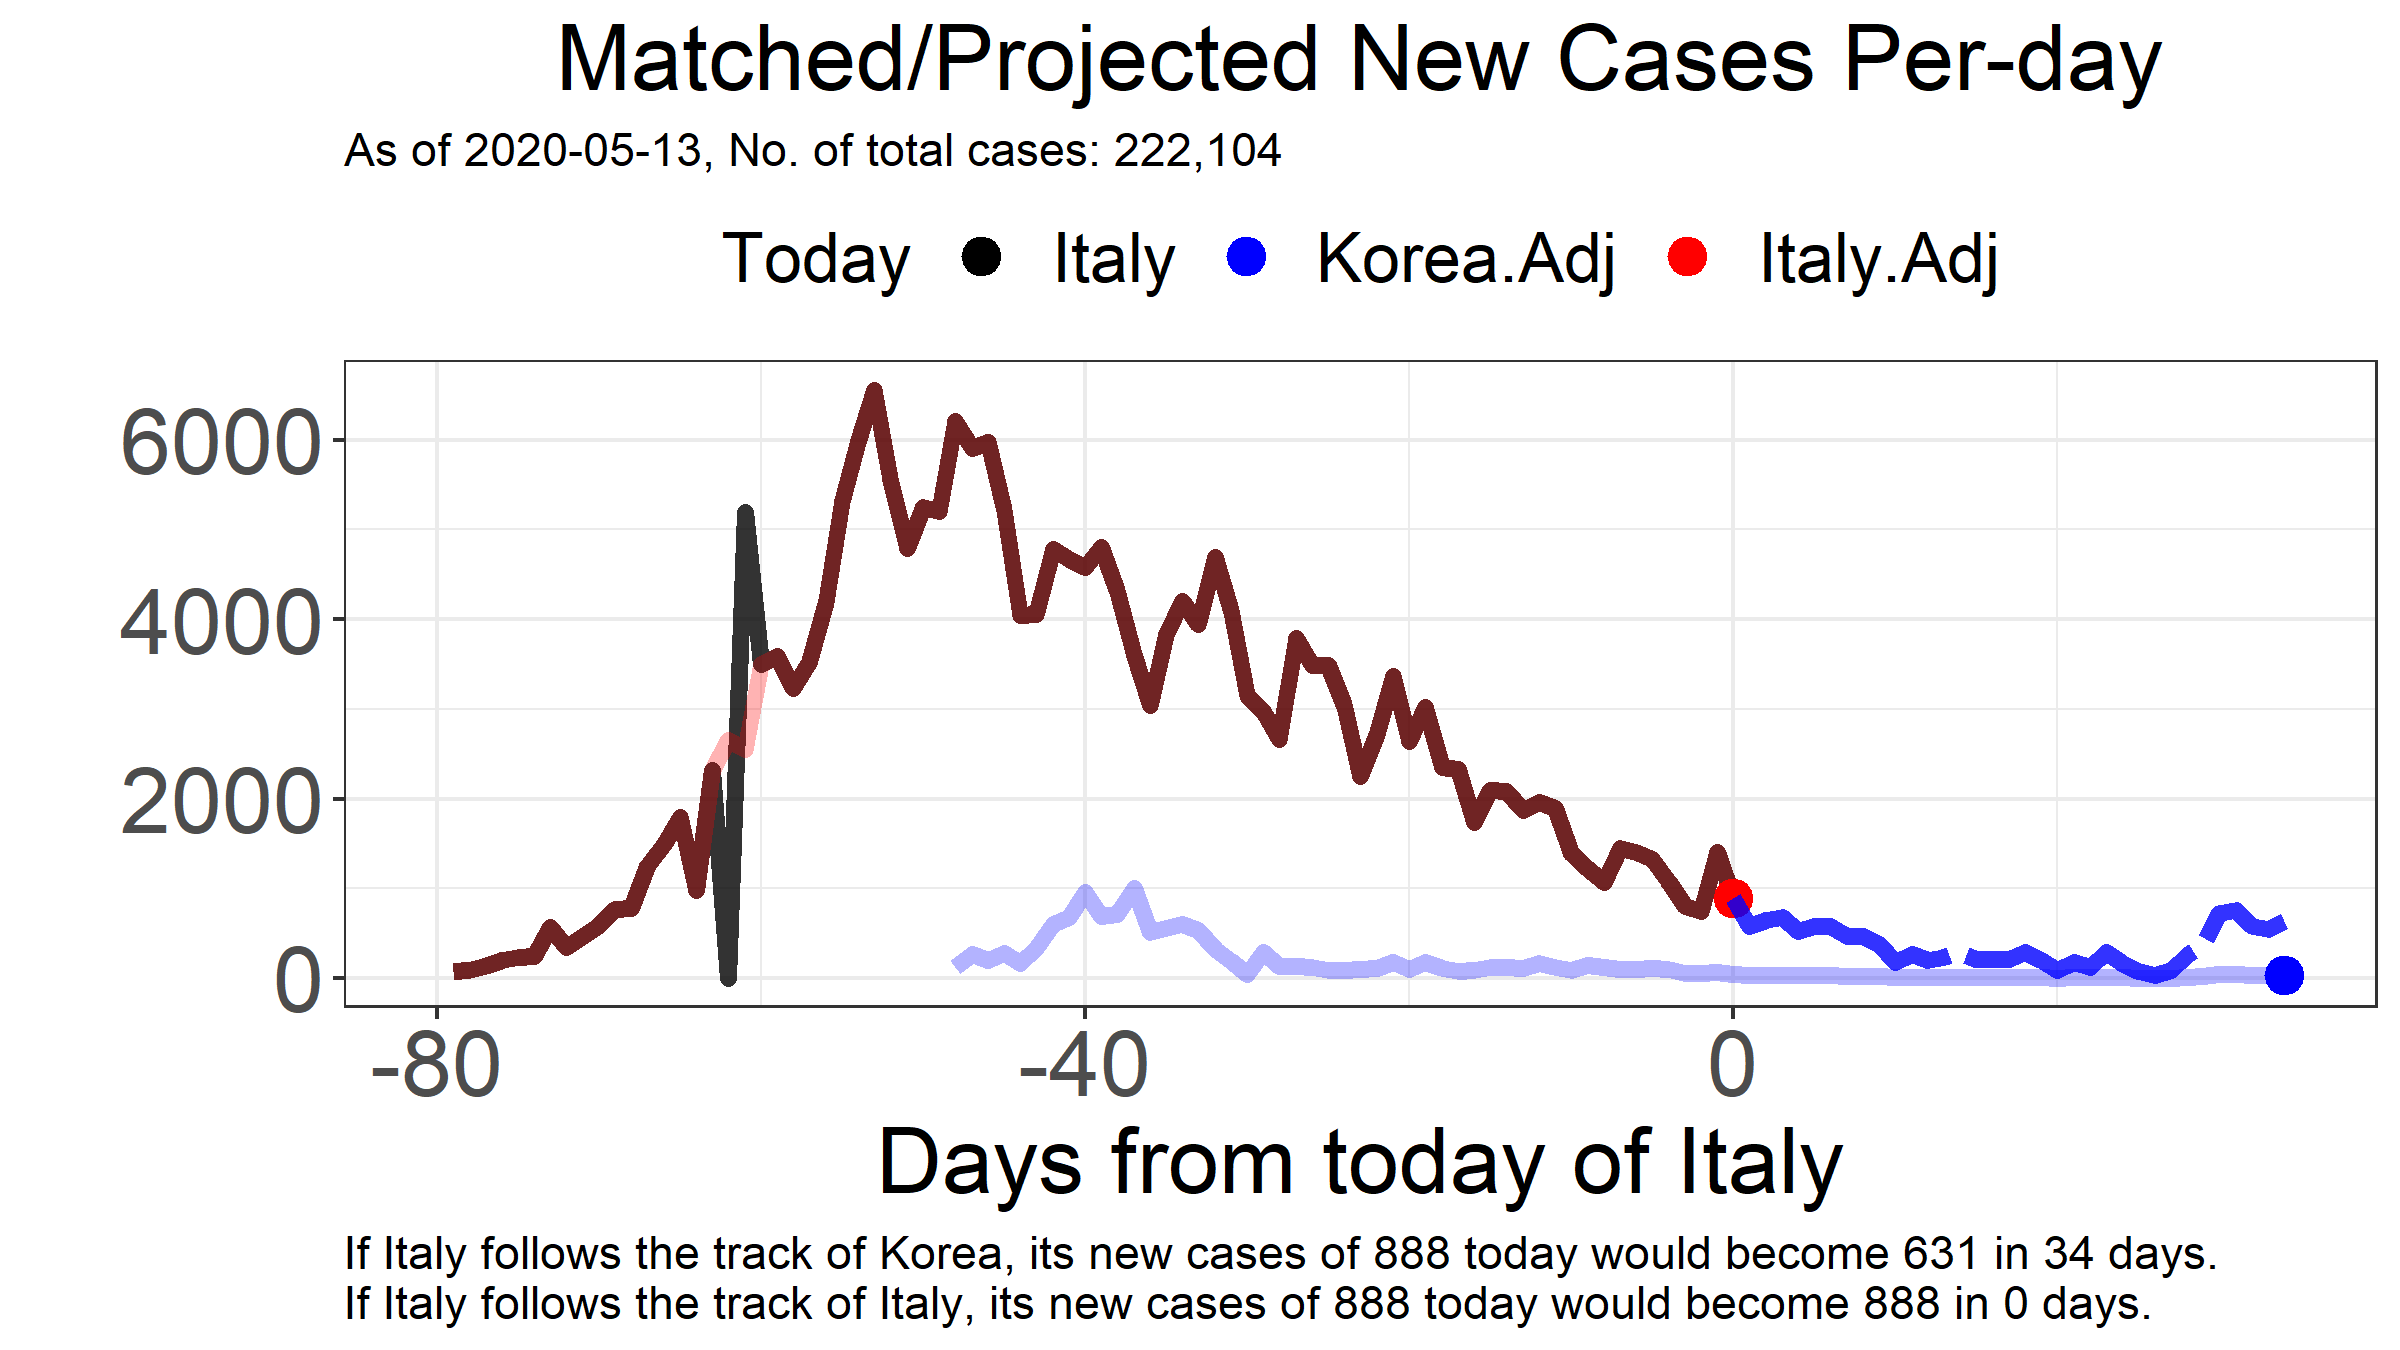 Matched/Projected New Cases Per-day
As of 2020-05-13, No. of total cases: 222,104
Today Italy Korea.Adj Italy.Adj
6000
4000
2000
0
-80 -40 0
Days from today of Italy
If Italy follows the track of Korea, its new cases of 888 today would become 631 in 34 days.
If Italy follows the track of Italy, its new cases of 888 today would become 888 in 0 days.